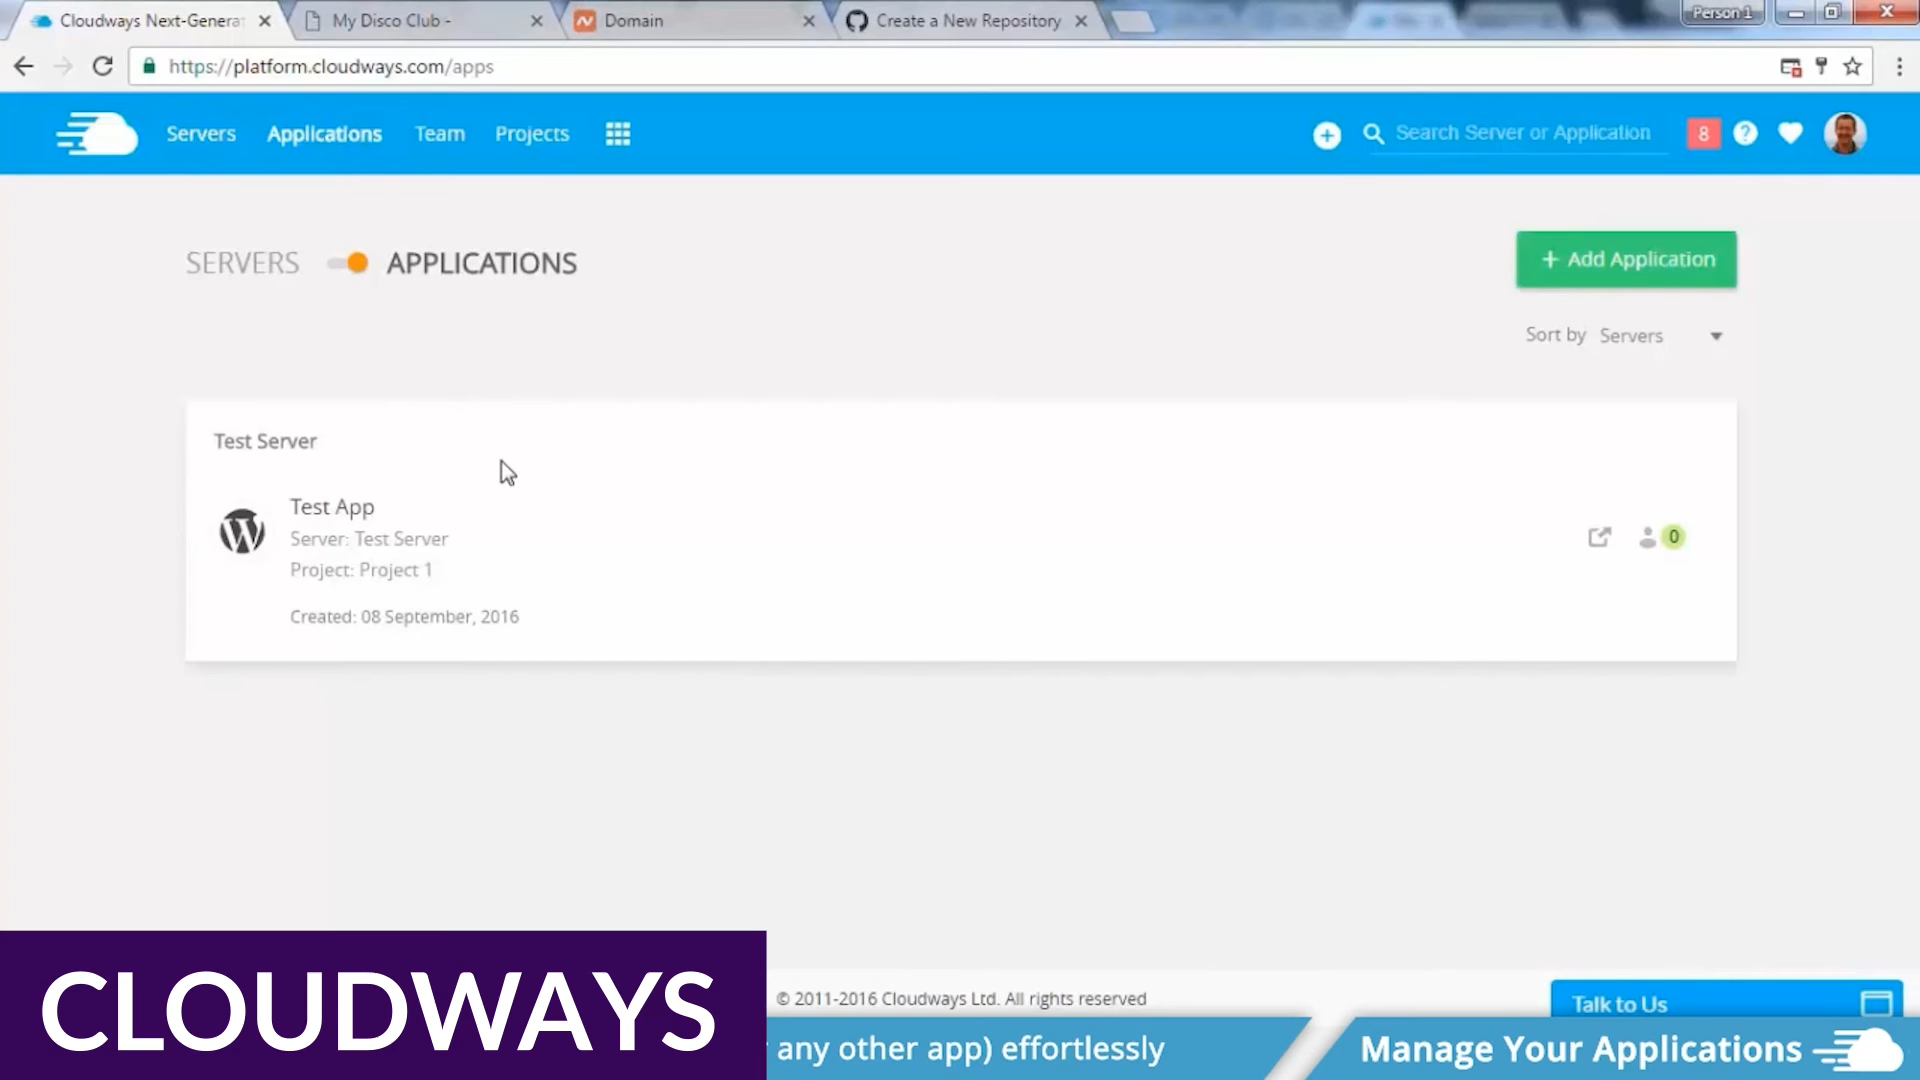 Cloudways Next-Generat
My Disco Club -
Domain
Create a New Repository
Person 1
https://platform.cloudways.com/apps
Servers
Applications
Team
Projects
Search Server or Application
8
?
SERVERS
APPLICATIONS
+ Add Application
Sort by Servers
Test Server
Test App
Server: Test Server
Project: Project 1
0
Created: 08 September, 2016
© 2011-2016 Cloudways Ltd. All rights reserved
Talk to Us
CLOUDWAYS
any other app) effortlessly
Manage Your Applications